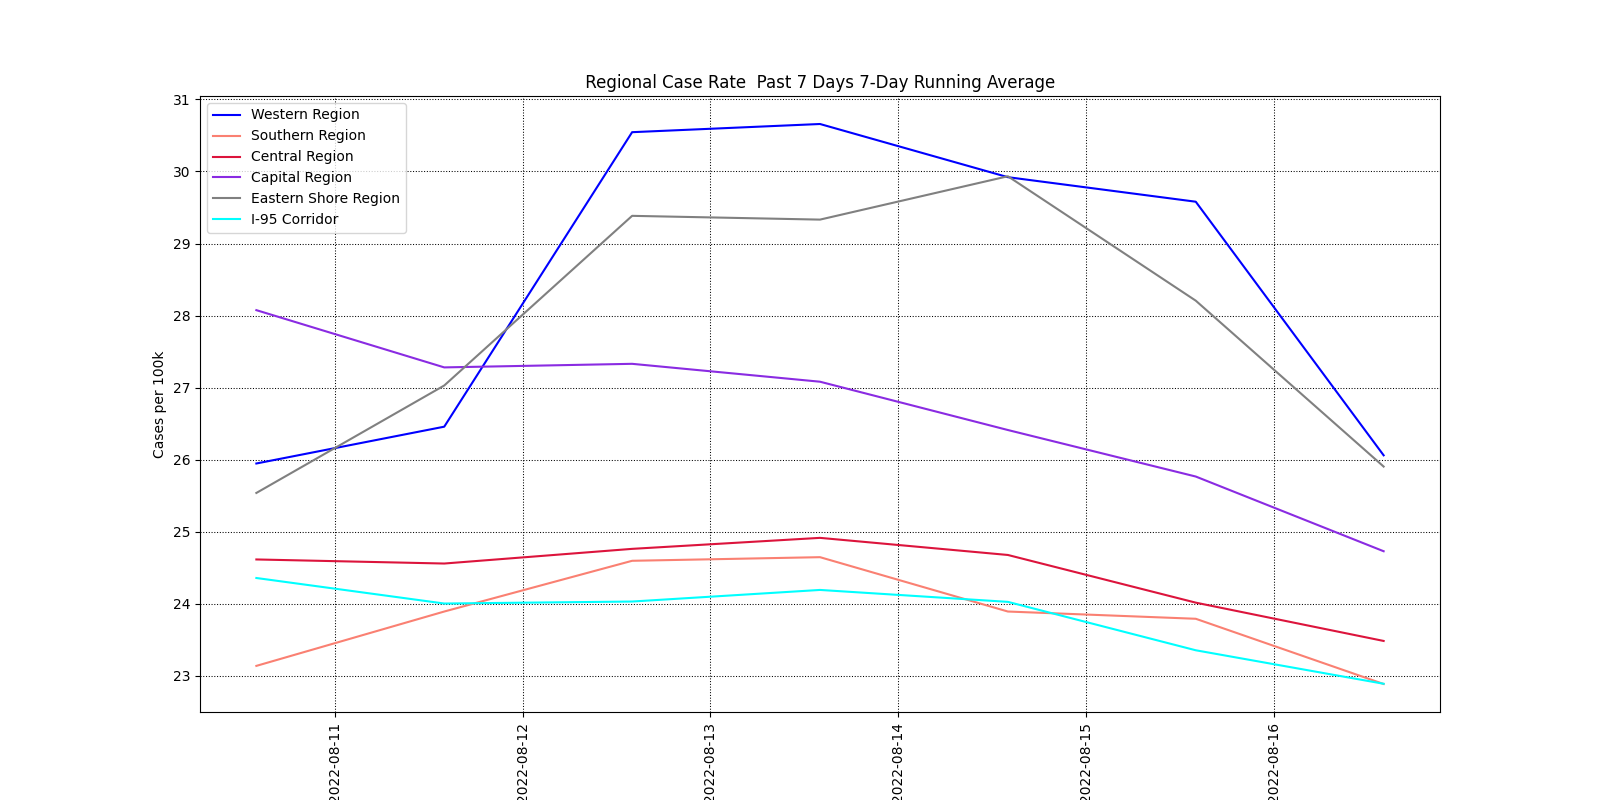 Regional Case Rate  Past 7 Days 7-Day Running Average
31
30
29
28
27
26
25
24
23
Cases per 100k
Western Region
Southern Region
Central Region
Capital Region
Eastern Shore Region
I-95 Corridor
2022-08-11
2022-08-12
2022-08-13
2022-08-14
2022-08-15
2022-08-16